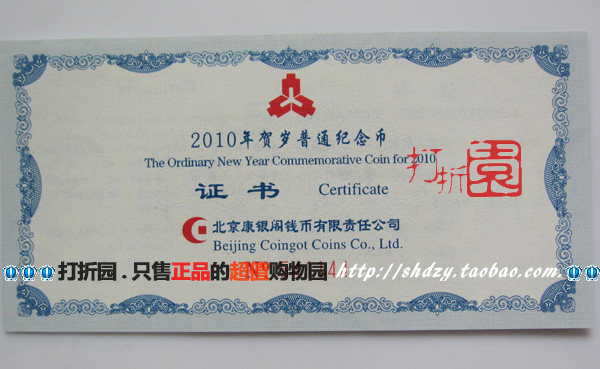 2010年贺岁普通纪念币
The Ordinary New Year Commemorative Coin for 2010
打折园
证书 Certificate
北京康银阁钱币有限责任公司
Beijing Coingot Coins Co., Ltd.
打折园.只售正品的超值购物园 http://shdzy.taobao.com/